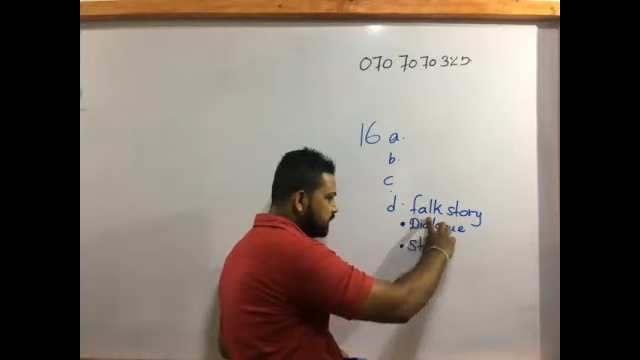 070 7070 325
16 a.
b.
c
d. falk story
• Dialogue
• St